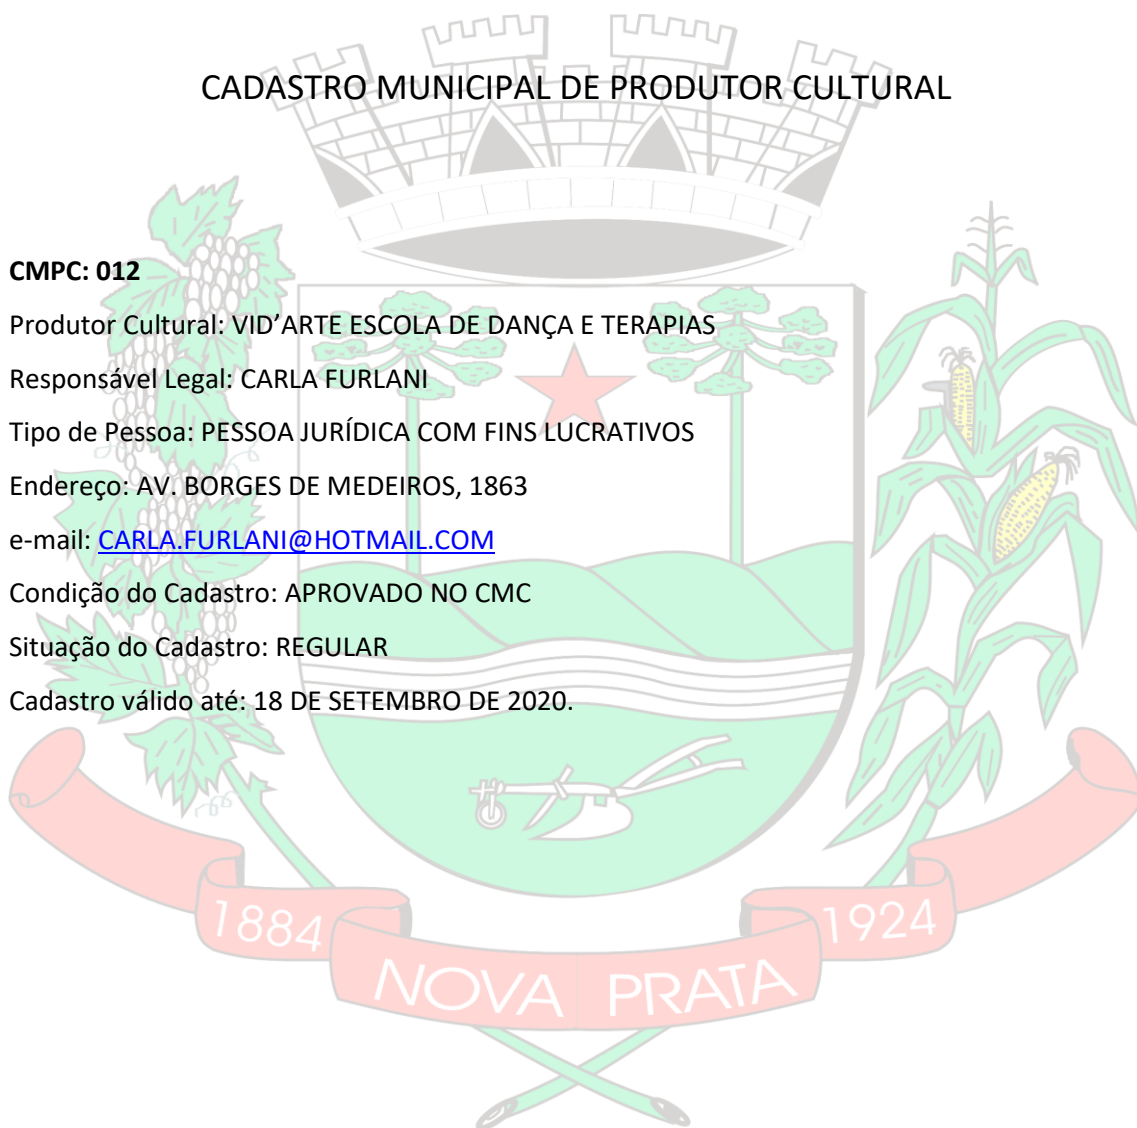 CADASTRO MUNICIPAL DE PRODUTOR CULTURAL
CMPC: 012
Produtor Cultural: VID’ARTE ESCOLA DE DANÇA E TERAPIAS
Responsável Legal: CARLA FURLANI
Tipo de Pessoa: PESSOA JURÍDICA COM FINS LUCRATIVOS
Endereço: AV. BORGES DE MEDEIROS, 1863
e-mail: CARLA.FURLANI@HOTMAIL.COM
Condição do Cadastro: APROVADO NO CMC
Situação do Cadastro: REGULAR
Cadastro válido até: 18 DE SETEMBRO DE 2020.
1884
1924
NOVA PRATA